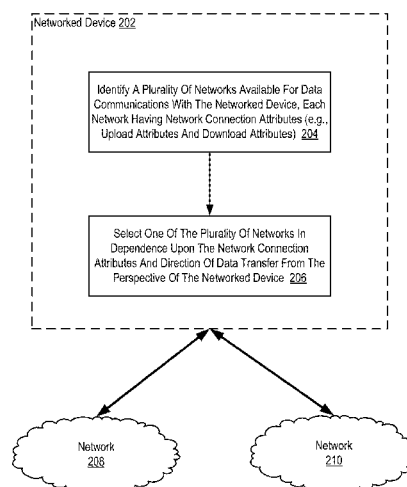 Networked Device 202
Identify A Plurality Of Networks Available For Data
Communications With The Networked Device, Each
Network Having Network Connection Attributes (e.g.,
Upload Attributes And Download Attributes) 204
Select One Of The Plurality Of Networks In
Dependence Upon The Network Connection
Attributes And Direction Of Data Transfer From The
Perspective Of The Networked Device 206
Network
208
Network
210